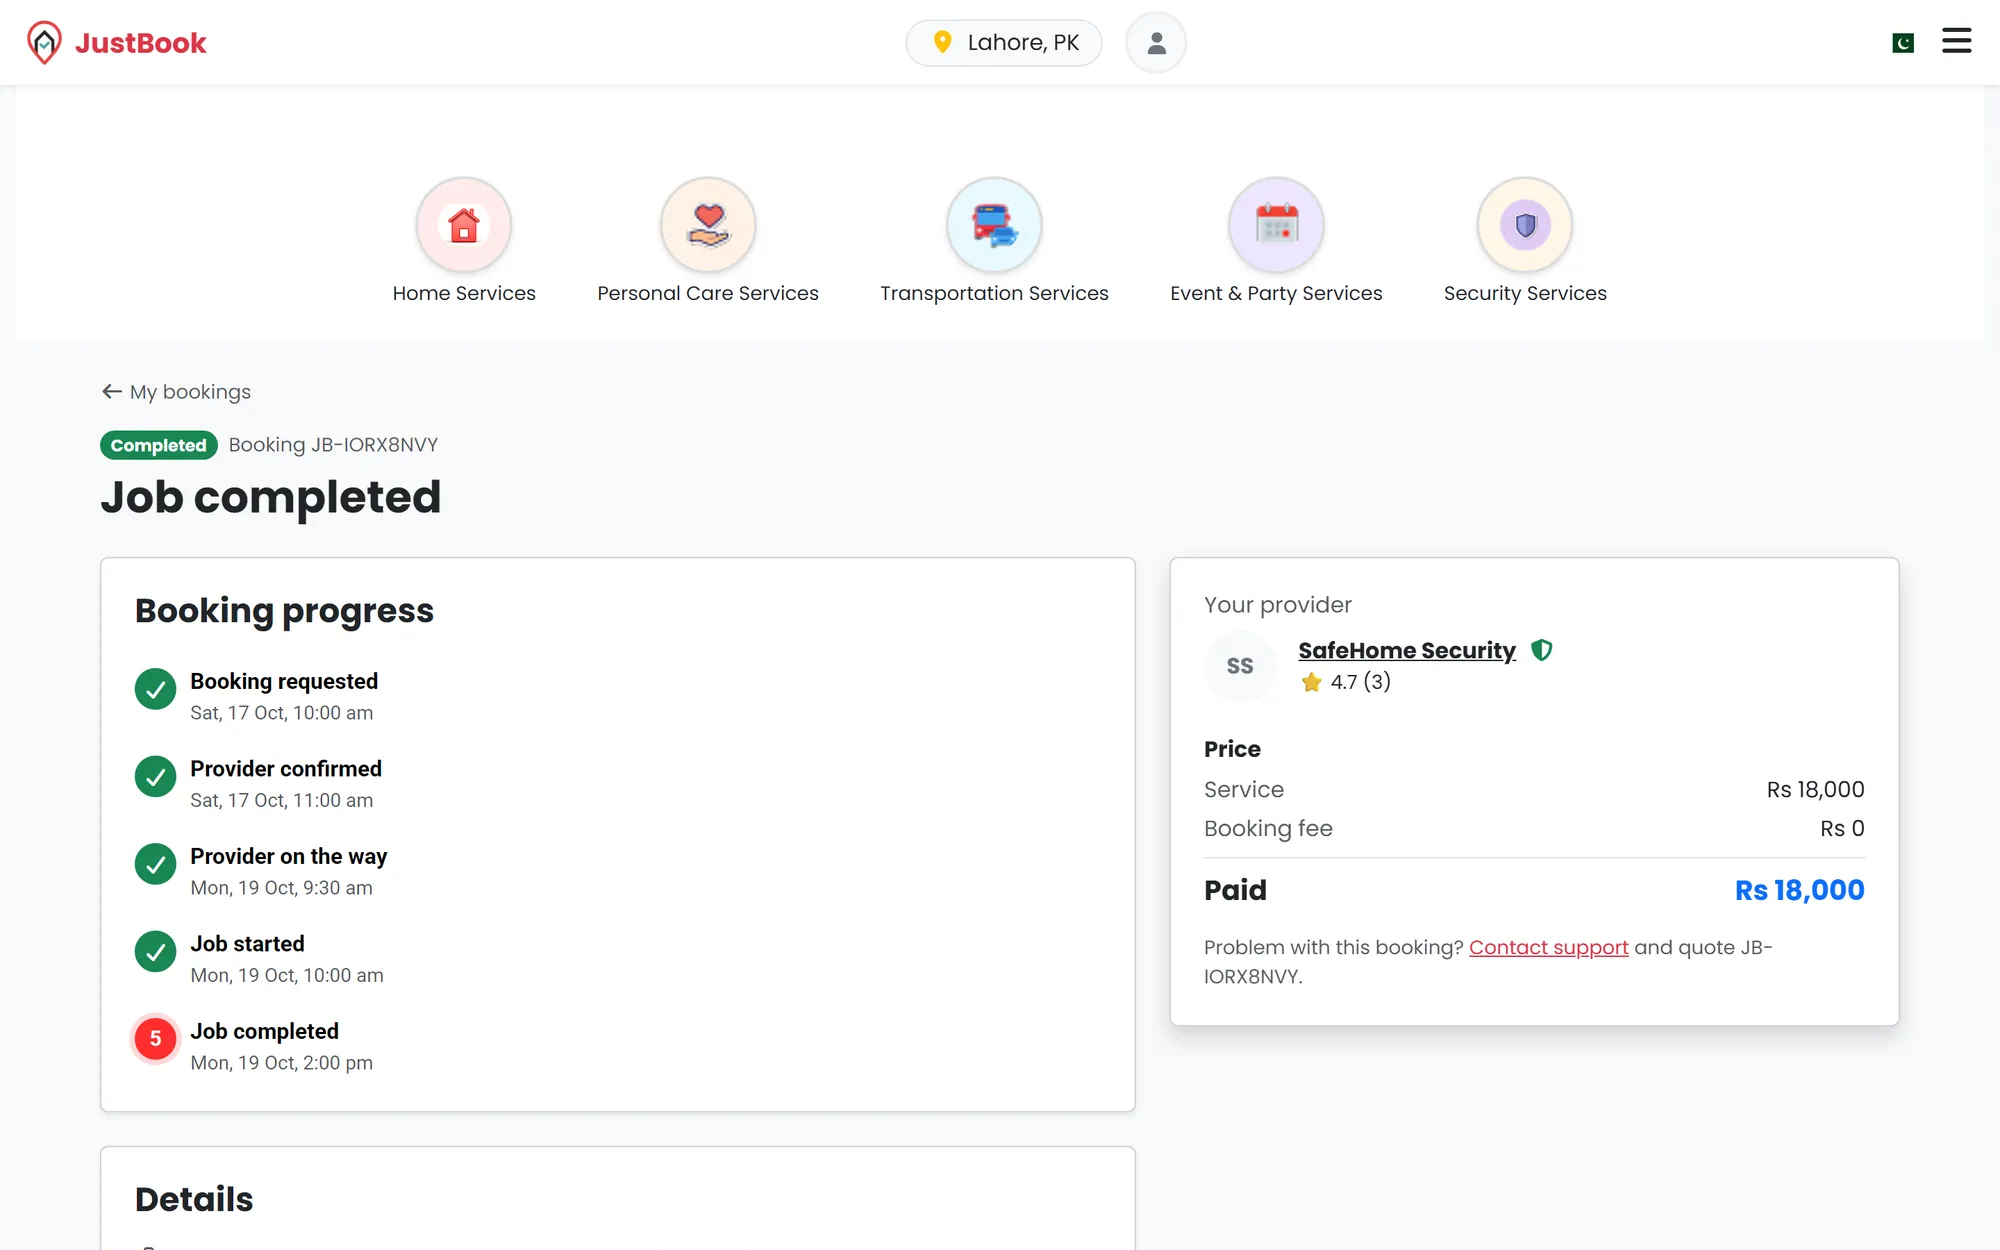 JustBook
Lahore, PK
Home Services
Personal Care Services
Transportation Services
Event & Party Services
Security Services
My bookings
Completed Booking JB-IORX8NVY
Job completed
Booking progress
Booking requested
Sat, 17 Oct, 10:00 am
Provider confirmed
Sat, 17 Oct, 11:00 am
Provider on the way
Mon, 19 Oct, 9:30 am
Job started
Mon, 19 Oct, 10:00 am
5 Job completed
Mon, 19 Oct, 2:00 pm
Your provider
SS
SafeHome Security
4.7 (3)
Price
Service Rs 18,000
Booking fee Rs 0
Paid Rs 18,000
Problem with this booking? Contact support and quote JB-
IORX8NVY.
Details